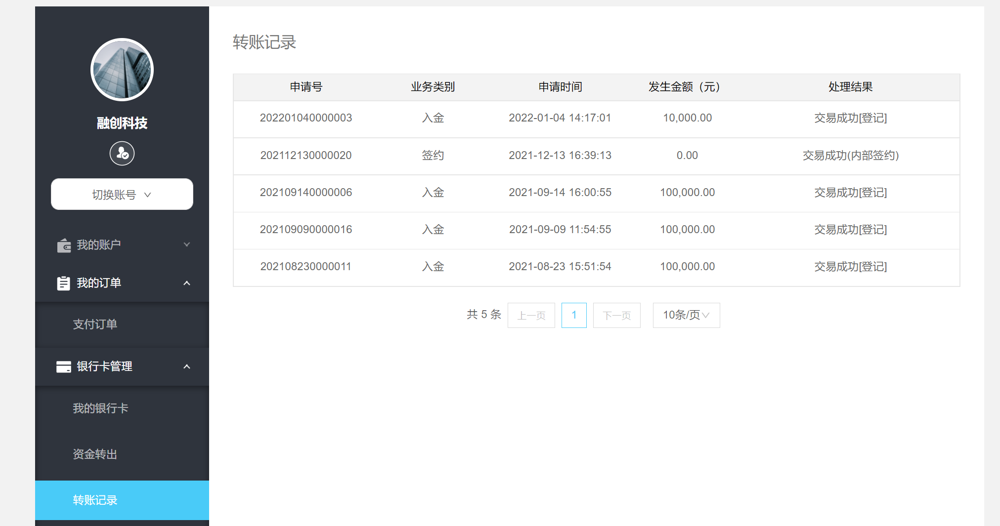 融创科技
切换账号
我的账户
我的订单
支付订单
银行卡管理
我的银行卡
资金转出
转账记录
转账记录
申请号 业务类别 申请时间 发生金额（元） 处理结果
202201040000003 入金 2022-01-04 14:17:01 10,000.00 交易成功[登记]
202112130000020 签约 2021-12-13 16:39:13 0.00 交易成功(内部签约)
202109140000006 入金 2021-09-14 16:00:55 100,000.00 交易成功[登记]
202109090000016 入金 2021-09-09 11:54:55 100,000.00 交易成功[登记]
202108230000011 入金 2021-08-23 15:51:54 100,000.00 交易成功[登记]
共 5 条 上一页 1 下一页 10条/页